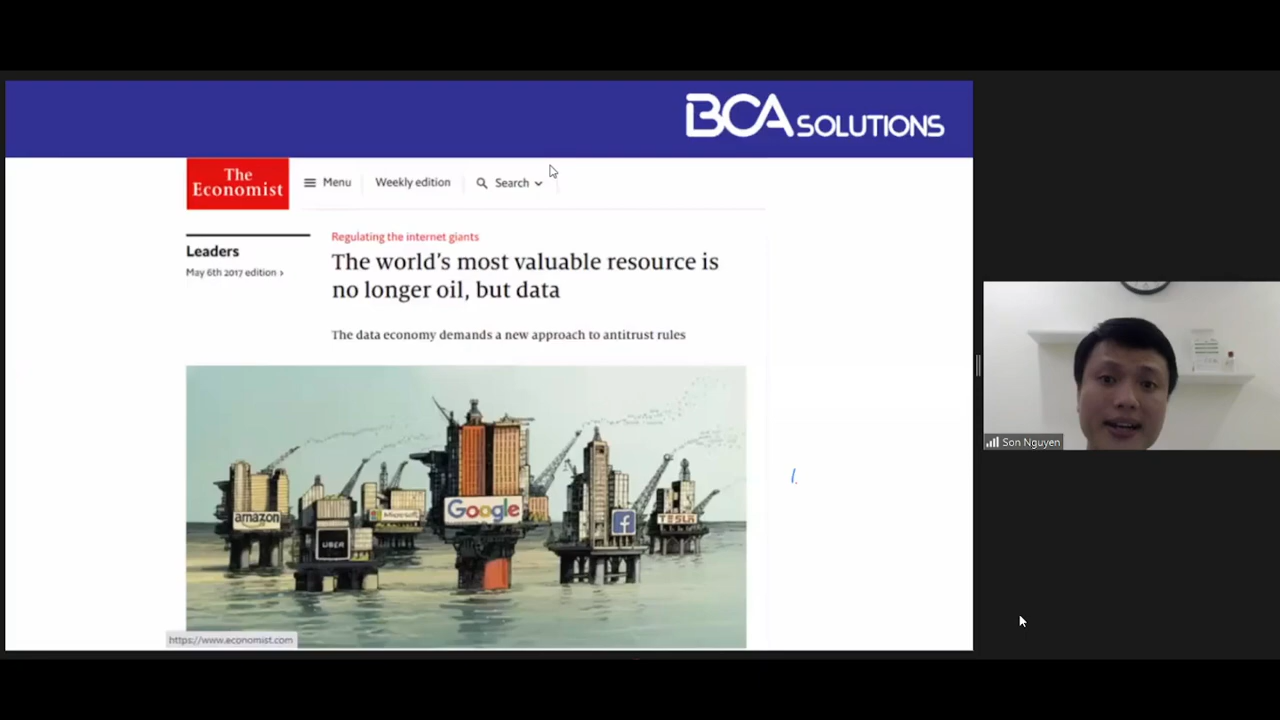 BCA SOLUTIONS
The
Economist
Menu
Weekly edition
Search
Leaders
May 6th 2017 edition ›
Regulating the internet giants
The world's most valuable resource is
no longer oil, but data
The data economy demands a new approach to antitrust rules
amazon
UBER
Microsoft
Google
f
TESLA
https://www.economist.com
1.
Son Nguyen